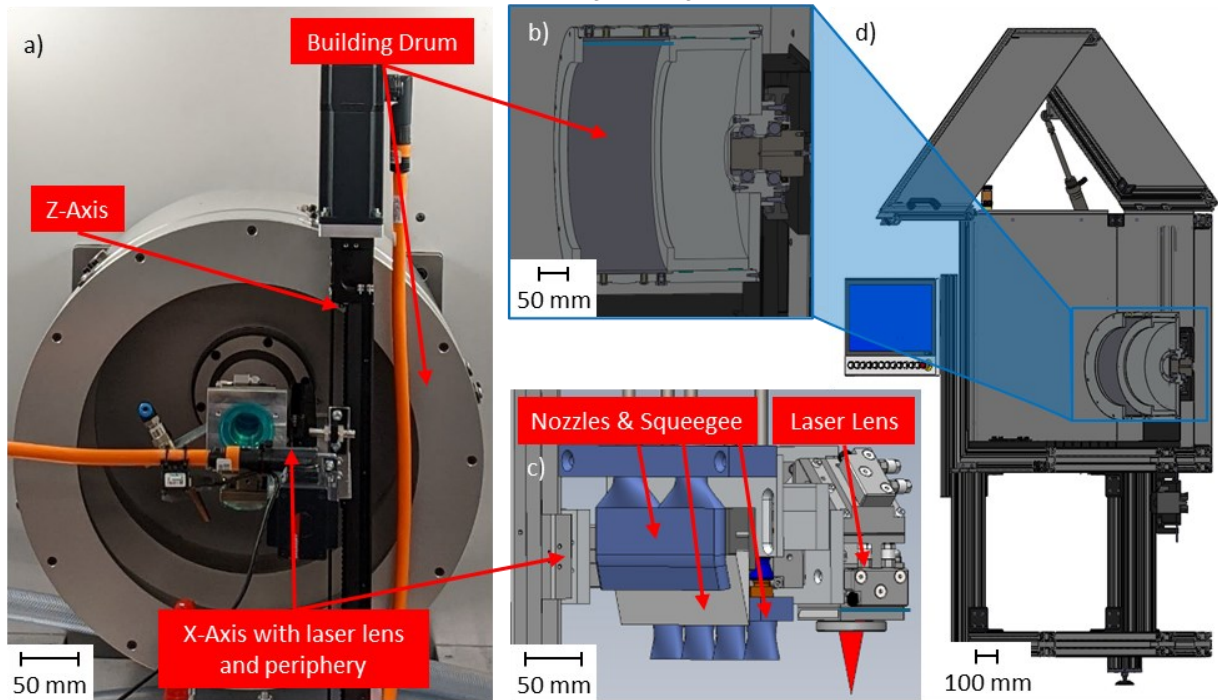 a)
Building Drum
Z-Axis
X-Axis with laser lens
and periphery
50 mm
b)
50 mm
d)
Nozzles & Squeegee
Laser Lens
c)
50 mm
100 mm